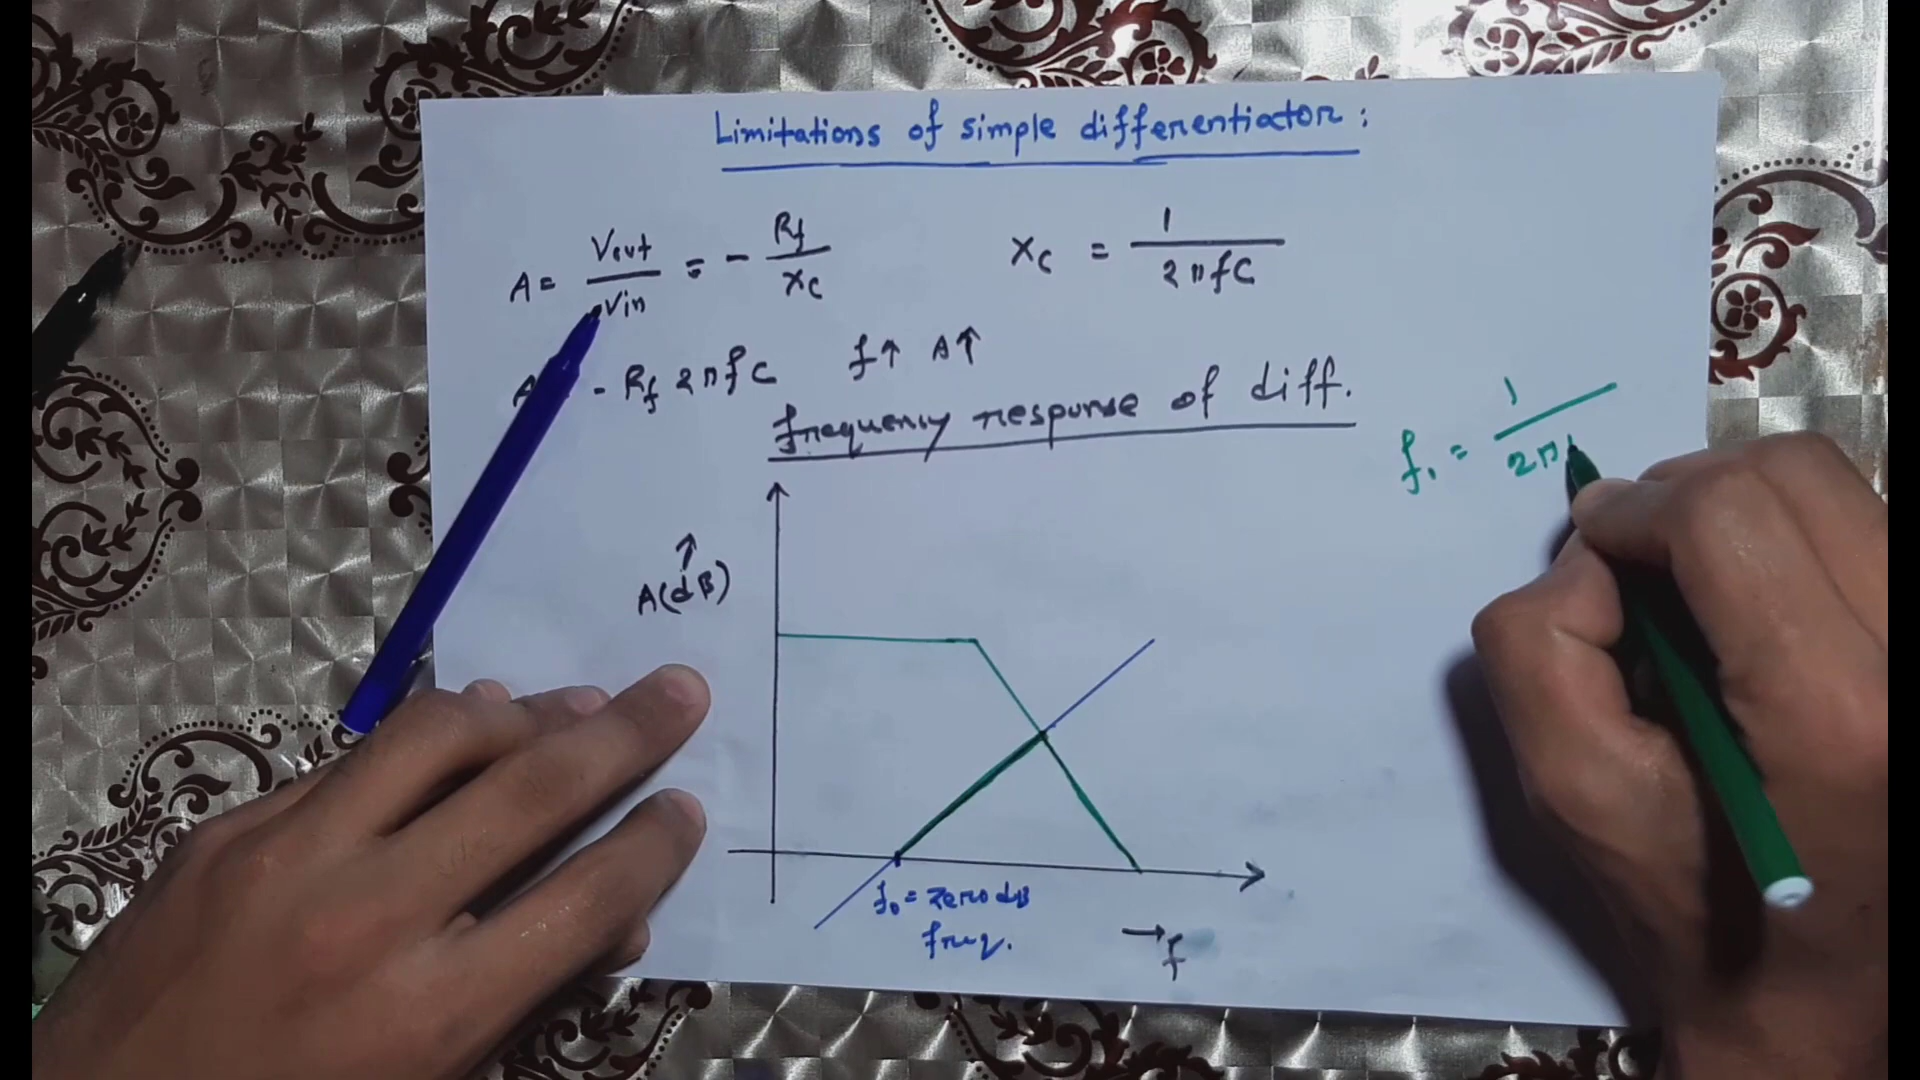 Limitations of simple differentiator:
A = Vout / Vin = - Rf / Xc
Xc = 1 / 2πfC
A - Rf 2πfC f↑ A↑
frequency response of diff.
f1 = 1 / 2π
A(dB)
f0 = zero dB
freq.
→f